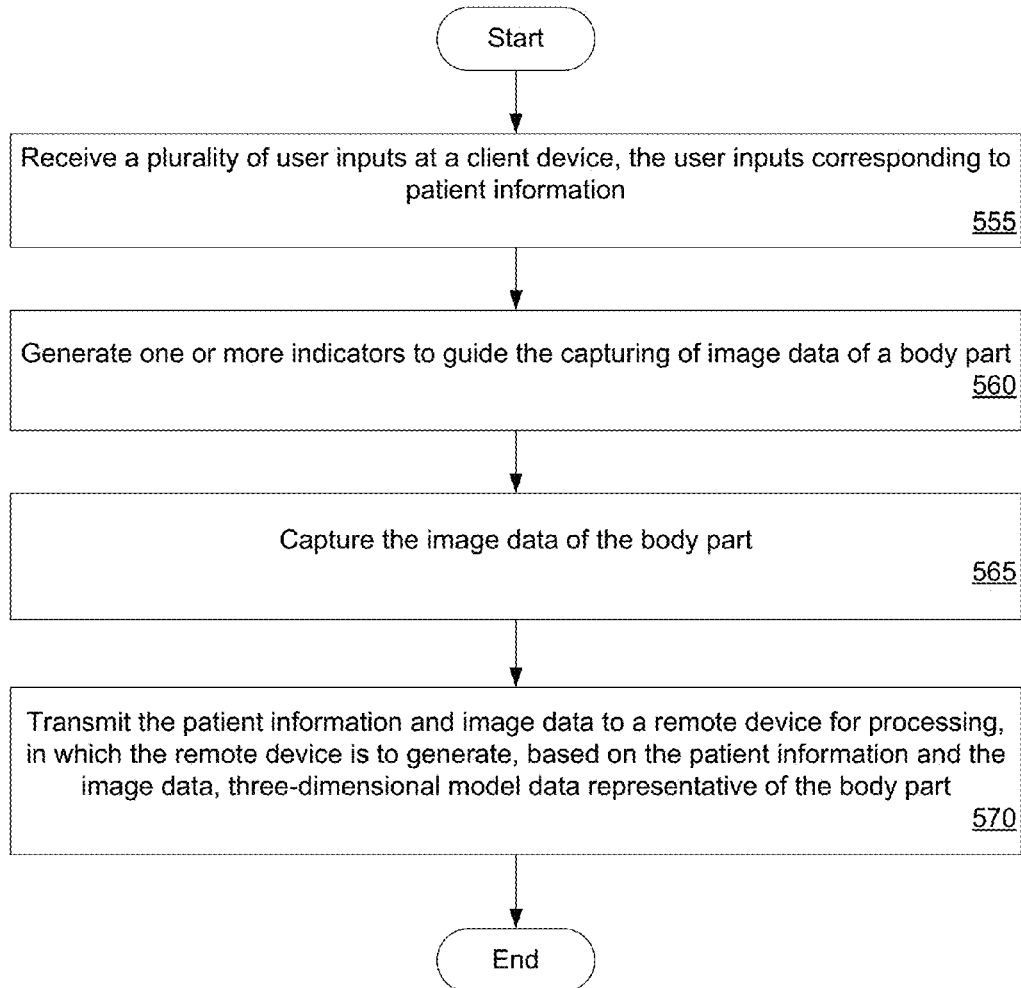 Start
Receive a plurality of user inputs at a client device, the user inputs corresponding to
patient information
555
Generate one or more indicators to guide the capturing of image data of a body part
560
Capture the image data of the body part
565
Transmit the patient information and image data to a remote device for processing,
in which the remote device is to generate, based on the patient information and the
image data, three-dimensional model data representative of the body part
570
End